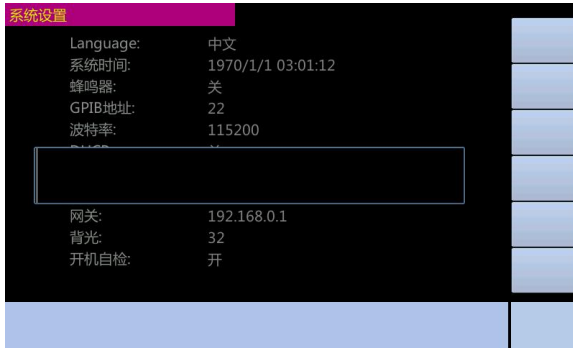 系统设置
Language: 中文
系统时间: 1970/1/1 03:01:12
蜂鸣器: 关
GPIB地址: 22
波特率: 115200
网关: 192.168.0.1
背光: 32
开机自检: 开